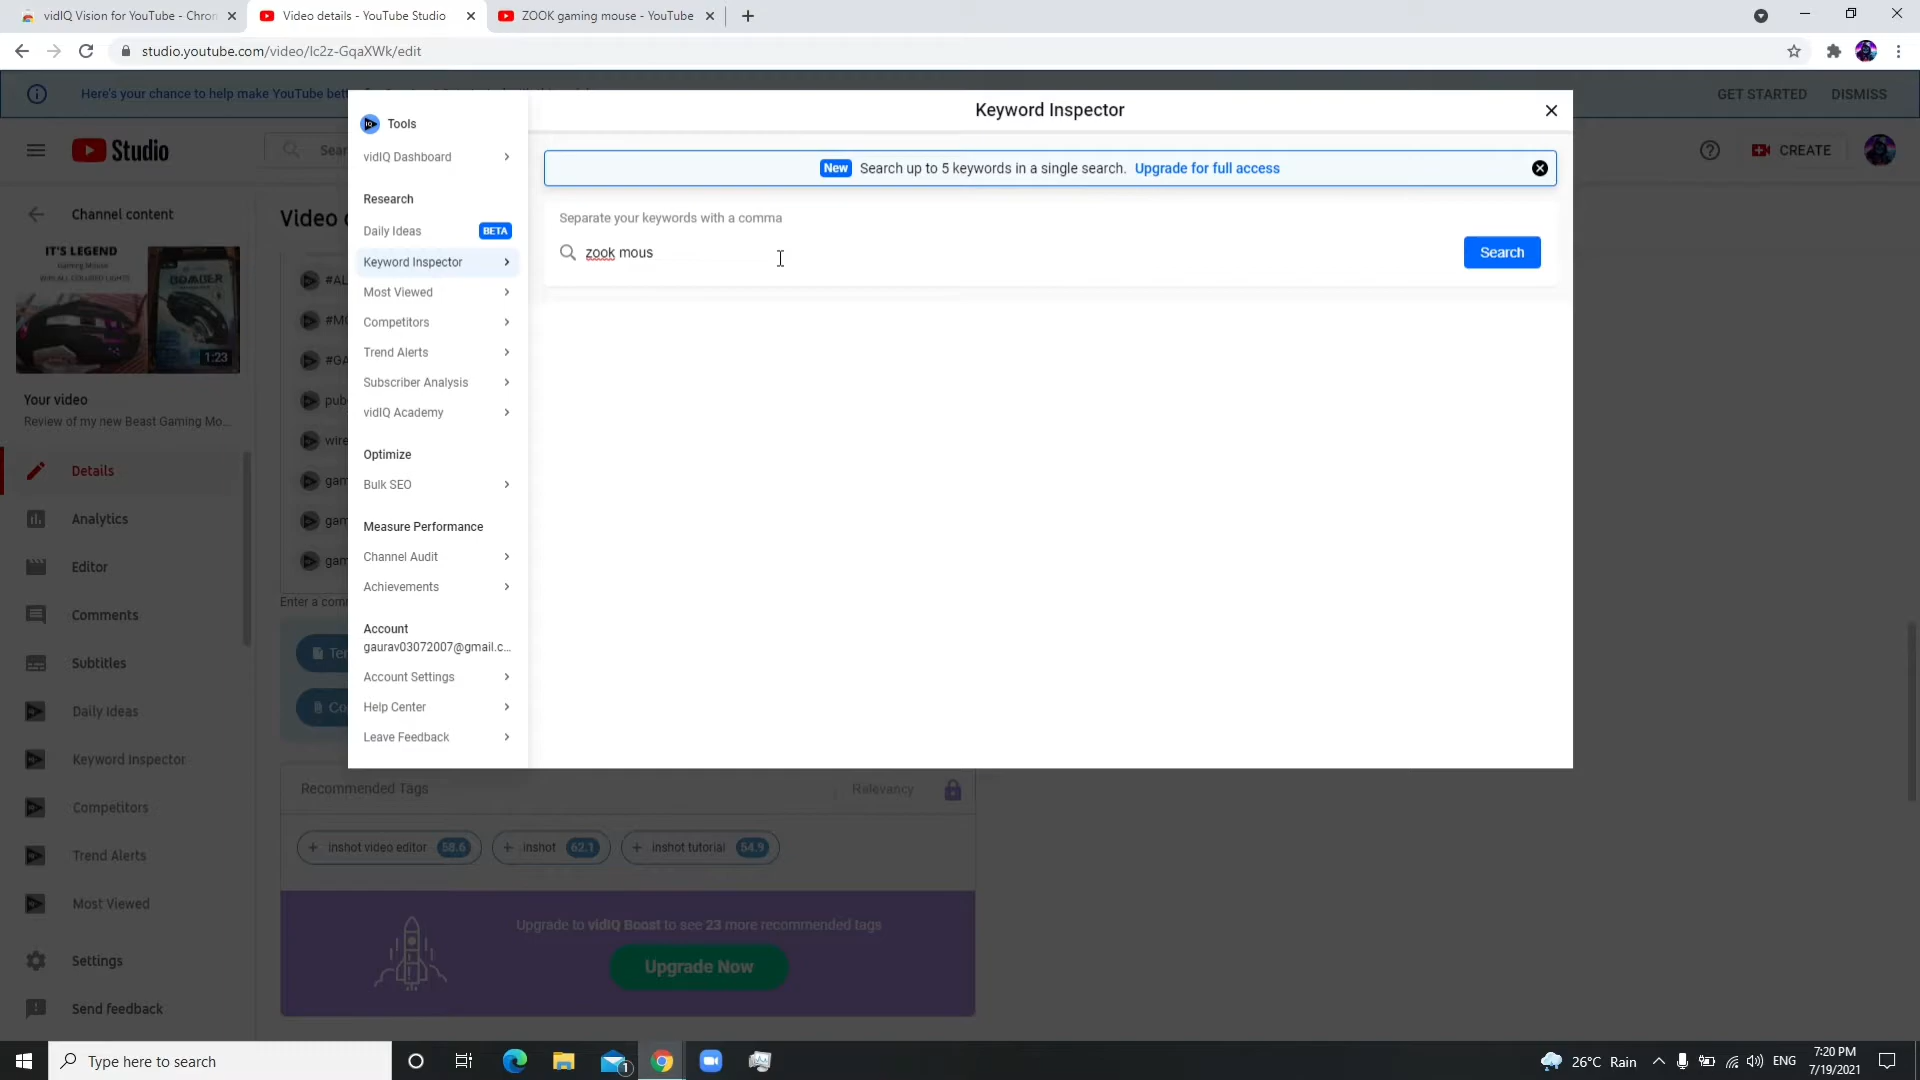 vidIQ Vision for YouTube - Chron
Video details - YouTube Studio
ZOOK gaming mouse - YouTube
studio.youtube.com/video/lc2z-GqaXWk/edit
Here's your chance to help make YouTube bett
GET STARTED
DISMISS
Studio
Sear
CREATE
Channel content
IT'S LEGEND
Gaming Mouse
BOMBER
1:23
Your video
Review of my new Beast Gaming Mo...
Details
Analytics
Editor
Comments
Subtitles
Daily Ideas
Keyword Inspector
Competitors
Trend Alerts
Most Viewed
Settings
Send feedback
Video
#AL
#M
#GA
pub
wire
gam
gam
gam
Enter a comm
Ter
Co
Tools
vidIQ Dashboard
Research
Daily Ideas
BETA
Keyword Inspector
Most Viewed
Competitors
Trend Alerts
Subscriber Analysis
vidIQ Academy
Optimize
Bulk SEO
Measure Performance
Channel Audit
Achievements
Account
gaurav03072007@gmail.c...
Account Settings
Help Center
Leave Feedback
Keyword Inspector
New Search up to 5 keywords in a single search. Upgrade for full access
Separate your keywords with a comma
zook mous
Search
Recommended Tags
Relevancy
+ inshot video editor 58.6
+ inshot 62.1
+ inshot tutorial 54.9
Upgrade to vidIQ Boost to see 23 more recommended tags
Upgrade Now
Type here to search
1
26°C Rain
ENG
7:20 PM
7/19/2021